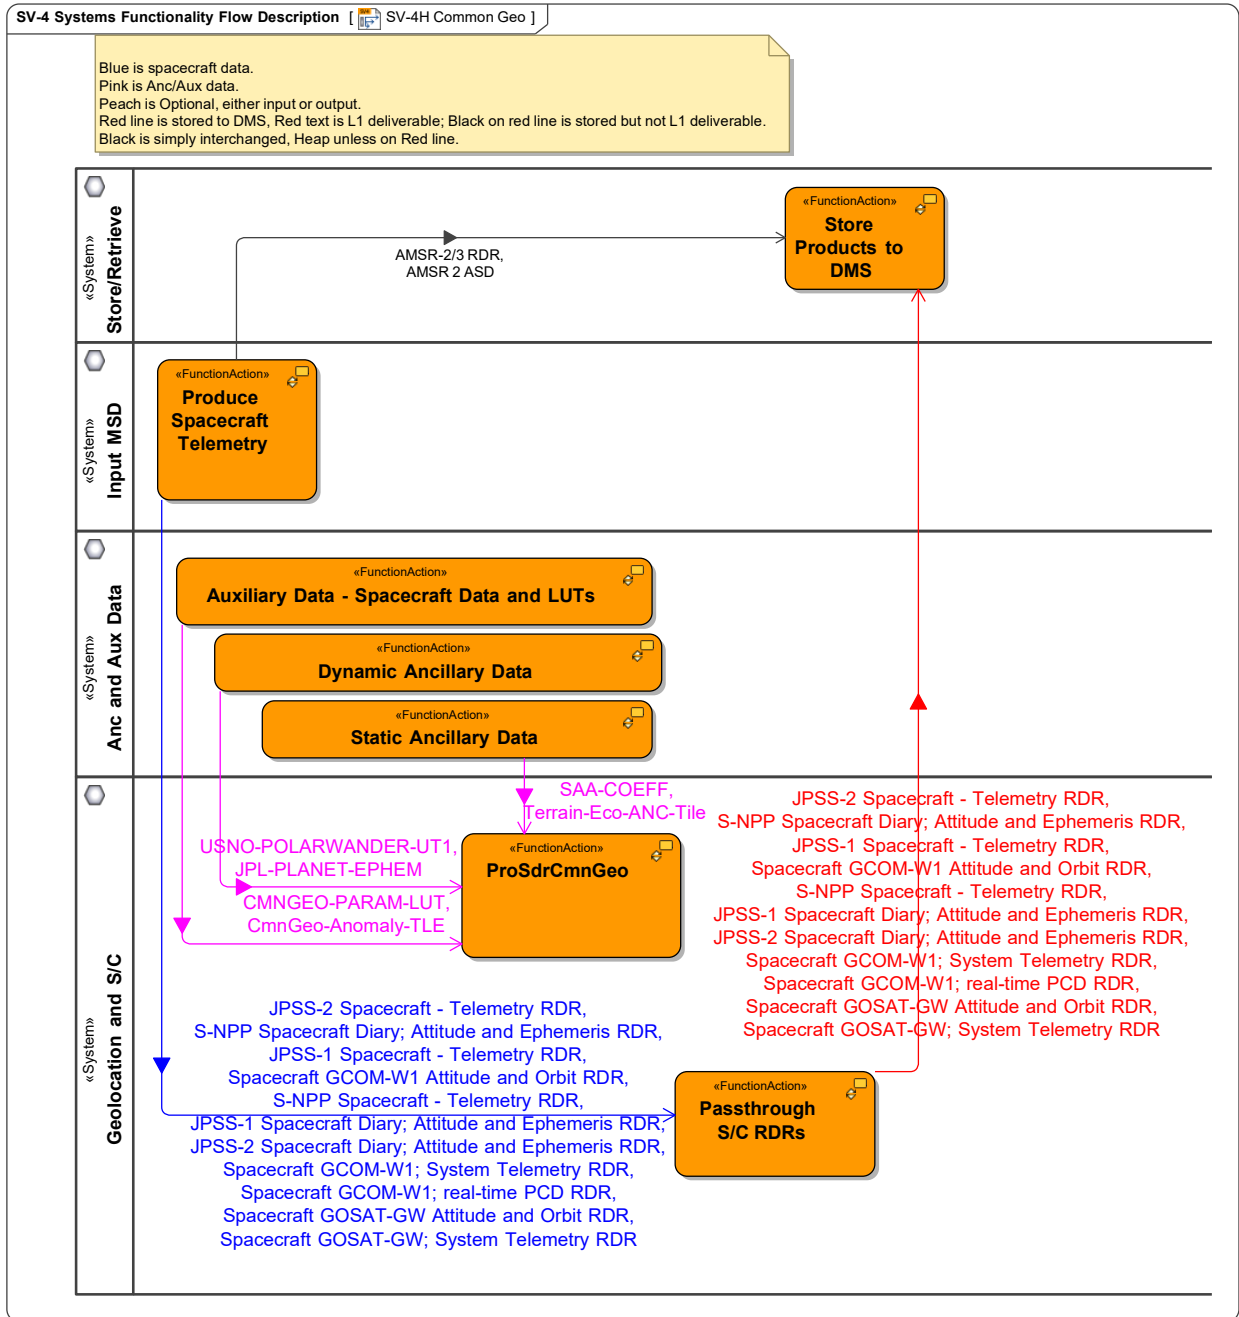 SV-4 Systems Functionality Flow Description [ SV-4H Common Geo ]
Blue is spacecraft data.
Pink is Anc/Aux data.
Peach is Optional, either input or output.
Red line is stored to DMS, Red text is L1 deliverable; Black on red line is stored but not L1 deliverable.
Black is simply interchanged, Heap unless on Red line.
«System»
Store/Retrieve
«FunctionAction»
Store
Products to
DMS
AMSR-2/3 RDR,
AMSR 2 ASD
«System»
Input MSD
«FunctionAction»
Produce
Spacecraft
Telemetry
«System»
Anc and Aux Data
«FunctionAction»
Auxiliary Data - Spacecraft Data and LUTs
«FunctionAction»
Dynamic Ancillary Data
«FunctionAction»
Static Ancillary Data
«System»
Geolocation and S/C
SAA-COEFF,
Terrain-Eco-ANC-Tile
USNO-POLARWANDER-UT1,
JPL-PLANET-EPHEM
CMNGEO-PARAM-LUT,
CmnGeo-Anomaly-TLE
«FunctionAction»
ProSdrCmnGeo
JPSS-2 Spacecraft - Telemetry RDR,
S-NPP Spacecraft Diary; Attitude and Ephemeris RDR,
JPSS-1 Spacecraft - Telemetry RDR,
Spacecraft GCOM-W1 Attitude and Orbit RDR,
S-NPP Spacecraft - Telemetry RDR,
JPSS-1 Spacecraft Diary; Attitude and Ephemeris RDR,
JPSS-2 Spacecraft Diary; Attitude and Ephemeris RDR,
Spacecraft GCOM-W1; System Telemetry RDR,
Spacecraft GCOM-W1; real-time PCD RDR,
Spacecraft GOSAT-GW Attitude and Orbit RDR,
Spacecraft GOSAT-GW; System Telemetry RDR
JPSS-2 Spacecraft - Telemetry RDR,
S-NPP Spacecraft Diary; Attitude and Ephemeris RDR,
JPSS-1 Spacecraft - Telemetry RDR,
Spacecraft GCOM-W1 Attitude and Orbit RDR,
S-NPP Spacecraft - Telemetry RDR,
JPSS-1 Spacecraft Diary; Attitude and Ephemeris RDR,
JPSS-2 Spacecraft Diary; Attitude and Ephemeris RDR,
Spacecraft GCOM-W1; System Telemetry RDR,
Spacecraft GCOM-W1; real-time PCD RDR,
Spacecraft GOSAT-GW Attitude and Orbit RDR,
Spacecraft GOSAT-GW; System Telemetry RDR
«FunctionAction»
Passthrough
S/C RDRs